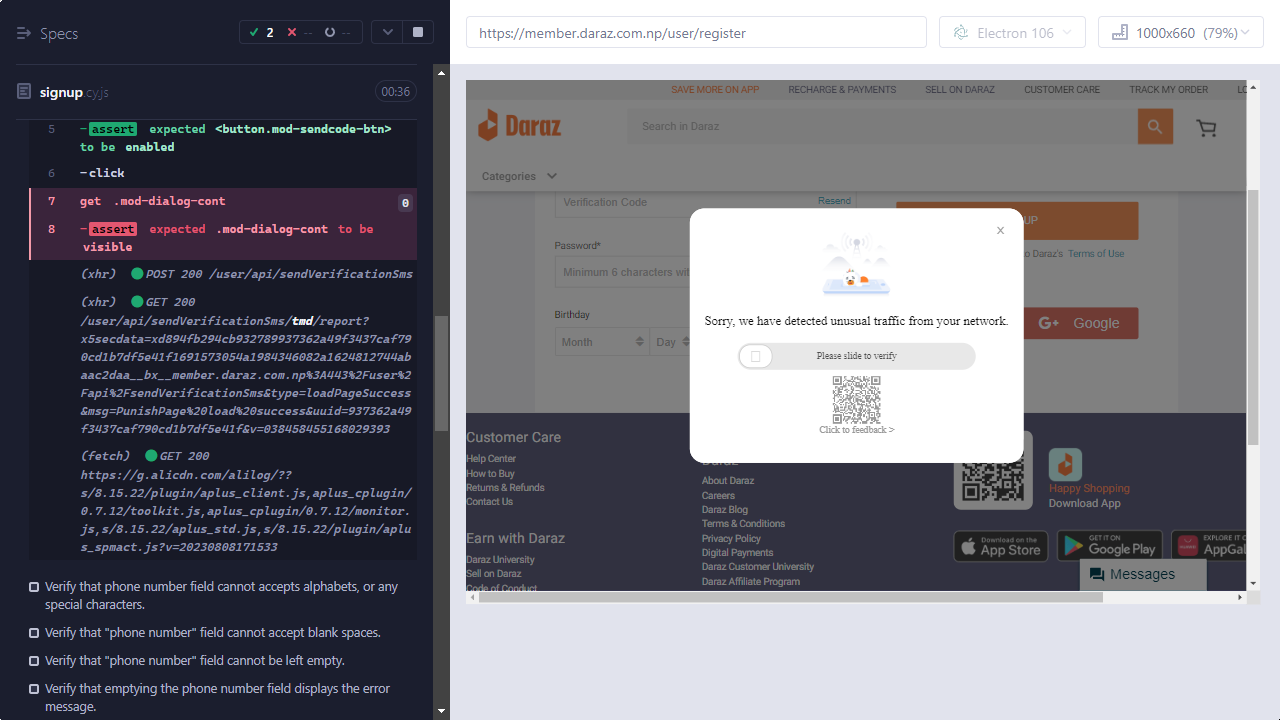 Specs
2
--
--
https://member.daraz.com.np/user/register
Electron 106
1000x660 (79%)
signup.cy.js
00:36
5 -assert expected <button.mod-sendcode-btn>
to be enabled
6 -click
7 get .mod-dialog-cont 0
8 -assert expected .mod-dialog-cont to be
visible
(xhr) POST 200 /user/api/sendVerificationSms
(xhr) GET 200
/user/api/sendVerificationSms/tmd/report?
x5secdata=xd894fb294cb932789937362a49f3437caf7
90cd1b7df5e41f1691573054a1984346082a1624812744ab
aac2daa__bx__member.daraz.com.np%3A443%2Fuser%2
Fapi%2FsendVerificationSms&type=loadPageSuccess
&msg=PunishPage%20load%20success&uuid=937362a49
f3437caf790cd1b7df5e41f&v=038458455168029393
(fetch) GET 200
https://g.alicdn.com/alilog/??
s/8.15.22/plugin/aplus_client.js,aplus_cplugin/
0.7.12/toolkit.js,aplus_cplugin/0.7.12/monitor.
js,s/8.15.22/aplus_std.js,s/8.15.22/plugin/aplu
s_spmact.js?v=20230808171533
Verify that phone number field cannot accepts alphabets, or any
special characters.
Verify that "phone number" field cannot accept blank spaces.
Verify that "phone number" field cannot be left empty.
Verify that emptying the phone number field displays the error
message.
SAVE MORE ON APP RECHARGE & PAYMENTS SELL ON DARAZ CUSTOMER CARE TRACK MY ORDER LO
Daraz
Search in Daraz
Categories
Verification Code Resend
UP
Password*
to Daraz's Terms of Use
Minimum 6 characters wit
Birthday
Month Day
G+ Google
x
Sorry, we have detected unusual traffic from your network.
Please slide to verify
Click to feedback >
Customer Care
Help Center
How to Buy
Returns & Refunds
Contact Us
Earn with Daraz
Daraz University
Sell on Daraz
Code of Conduct
Daraz
About Daraz
Careers
Daraz Blog
Terms & Conditions
Privacy Policy
Digital Payments
Daraz Customer University
Daraz Affiliate Program
Happy Shopping
Download App
Download on the
App Store
GET IT ON
Google Play
EXPLORE IT O
AppGal
Messages